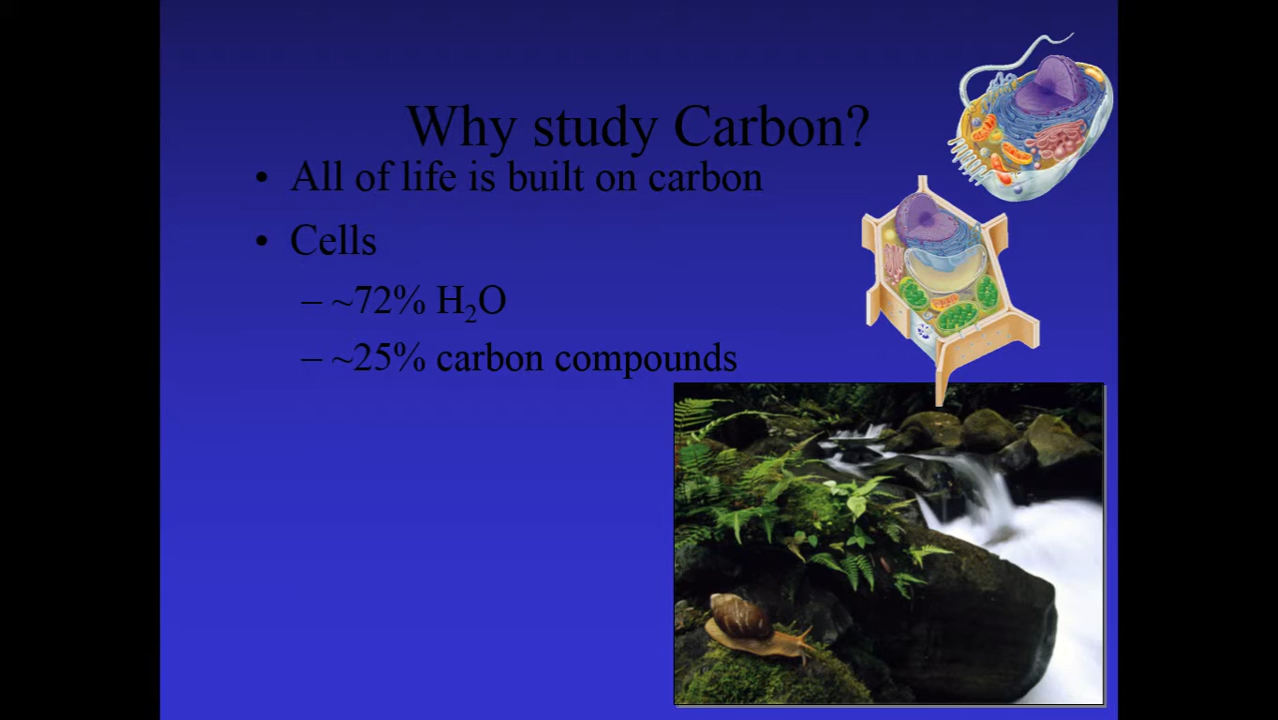 Why study Carbon?
• All of life is built on carbon
• Cells
– ~72% H₂O
– ~25% carbon compounds